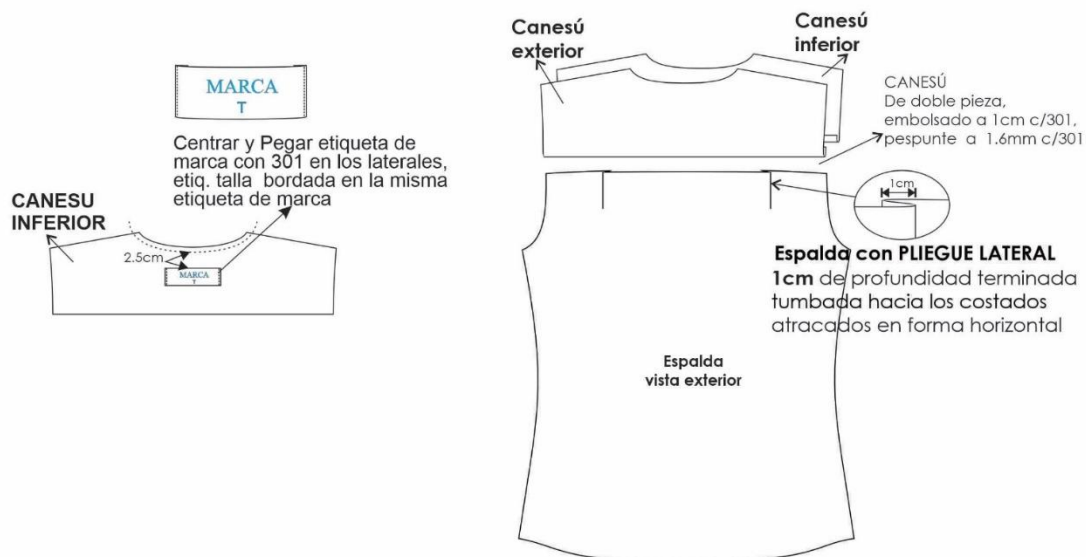 MARCA
T
Centrar y Pegar etiqueta de
marca con 301 en los laterales,
etiq. talla bordada en la misma
etiqueta de marca
CANESU
INFERIOR
2.5cm
MARCA
T
Canesú
exterior
Canesú
inferior
CANESÚ
De doble pieza,
embolsado a 1cm c/301,
pespunte a 1.6mm c/301
1cm
Espalda con PLIEGUE LATERAL
1cm de profundidad terminada
tumbada hacia los costados
atracados en forma horizontal
Espalda
vista exterior